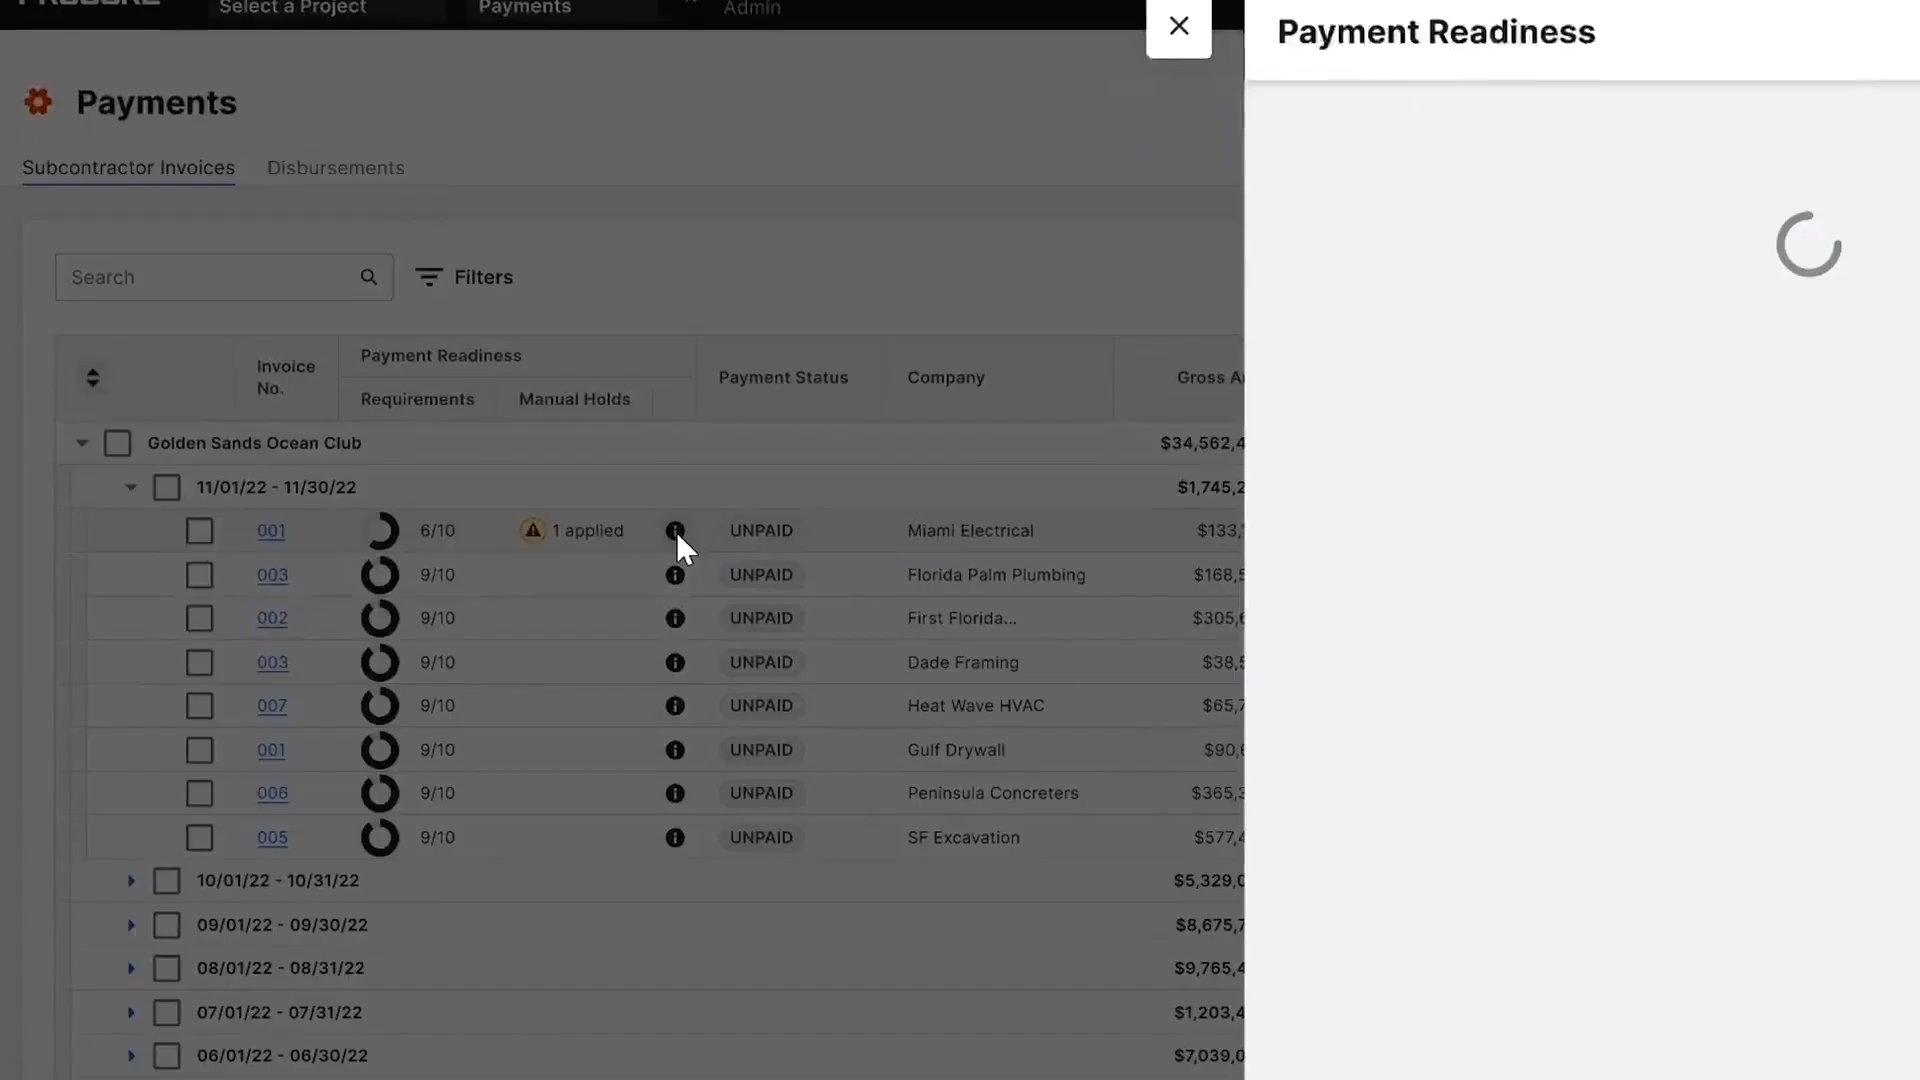 Select a Project
Payments
Admin
Payment Readiness
Payments
Subcontractor Invoices
Disbursements
Search
Filters
Invoice No.
Payment Readiness
Requirements
Manual Holds
Payment Status
Company
Gross A
Golden Sands Ocean Club
$34,562,4
11/01/22 - 11/30/22
$1,745,2
001 6/10 1 applied UNPAID Miami Electrical $133,
003 9/10 UNPAID Florida Palm Plumbing $168,5
002 9/10 UNPAID First Florida... $305,6
003 9/10 UNPAID Dade Framing $38,5
007 9/10 UNPAID Heat Wave HVAC $65,7
001 9/10 UNPAID Gulf Drywall $90,6
006 9/10 UNPAID Peninsula Concreters $365,3
005 9/10 UNPAID SF Excavation $577,4
10/01/22 - 10/31/22 $5,329,0
09/01/22 - 09/30/22 $8,675,7
08/01/22 - 08/31/22 $9,765,4
07/01/22 - 07/31/22 $1,203,4
06/01/22 - 06/30/22 $7,039,0